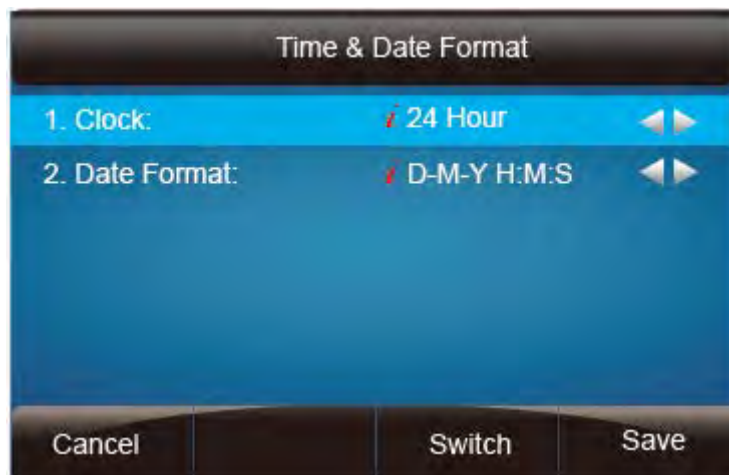 Time & Date Format
1. Clock: i 24 Hour
2. Date Format: i D-M-Y H:M:S
Cancel Switch Save